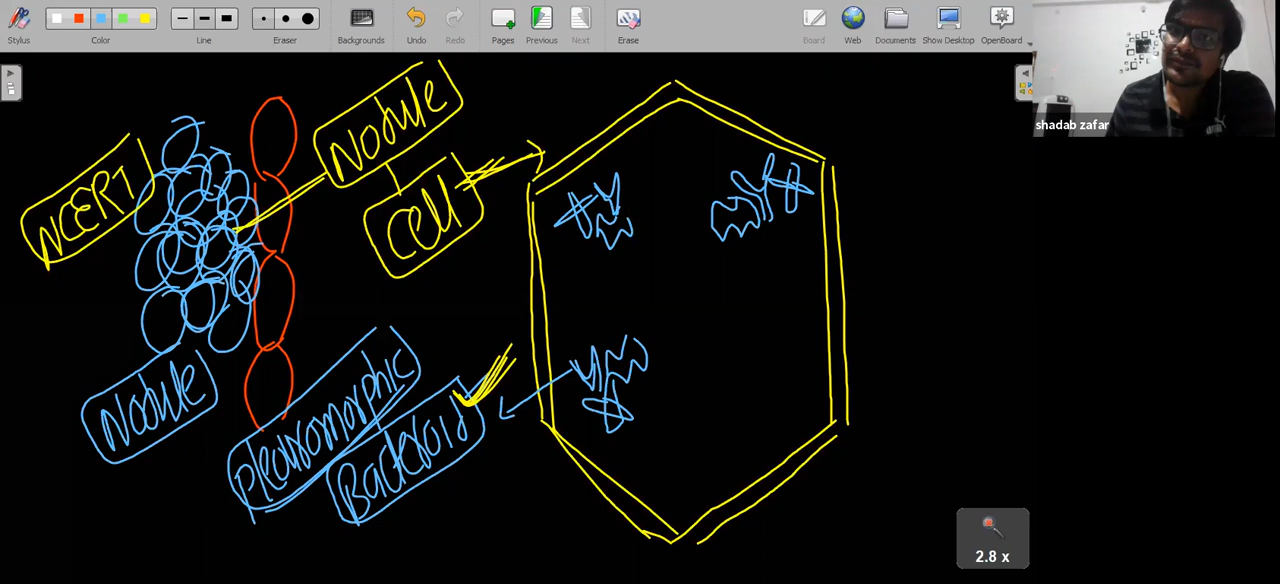 Stylus
Color
Line
Eraser
Backgrounds
Undo
Redo
Pages
Previous
Next
Erase
Board
Web
Documents
Show Desktop
OpenBoard
shadab zafar
NCERT
Nodule
Cell
Nodule
Pleuromorphic
Bacteroid
2.8 x